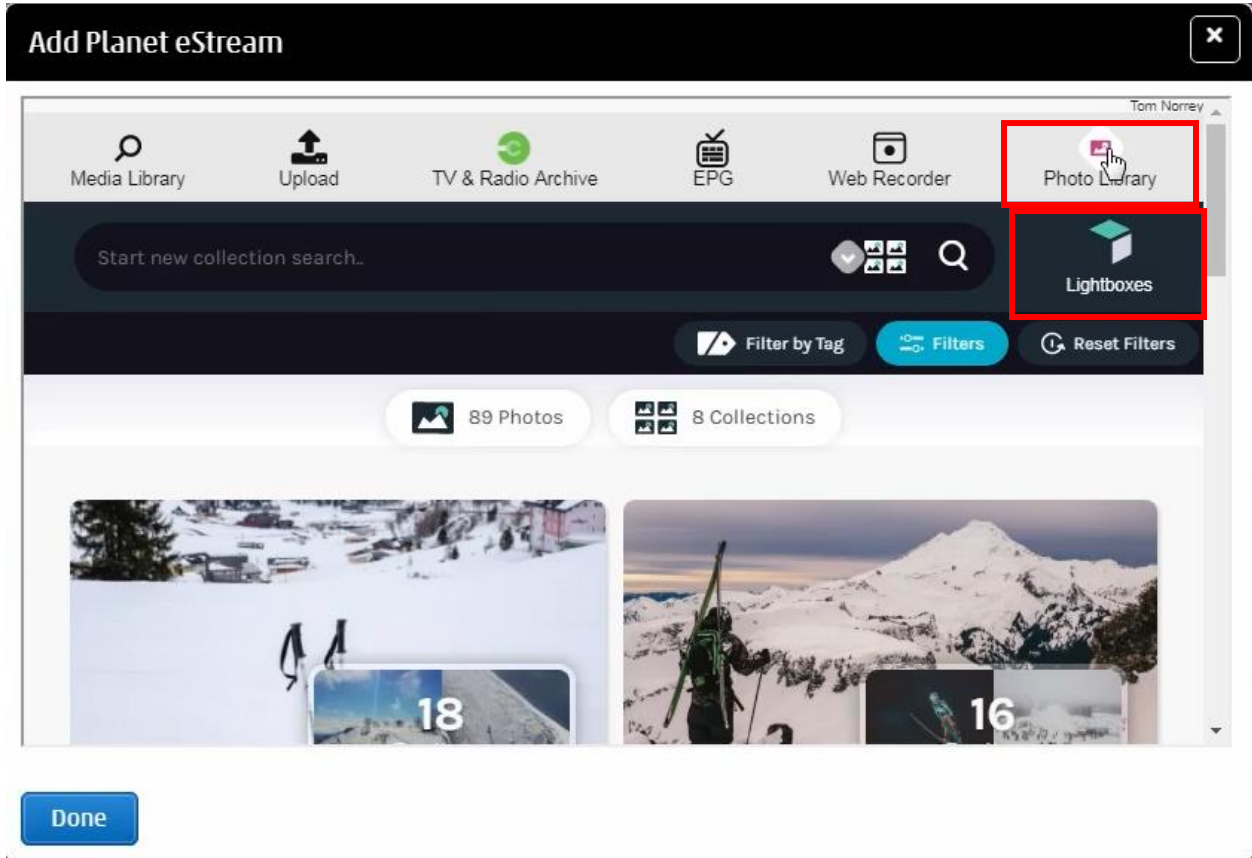 Add Planet eStream
Tom Norrey
Media Library Upload TV & Radio Archive EPG Web Recorder Photo Library
Start new collection search..
Lightboxes
Filter by Tag Filters Reset Filters
89 Photos 8 Collections
18 16
Done